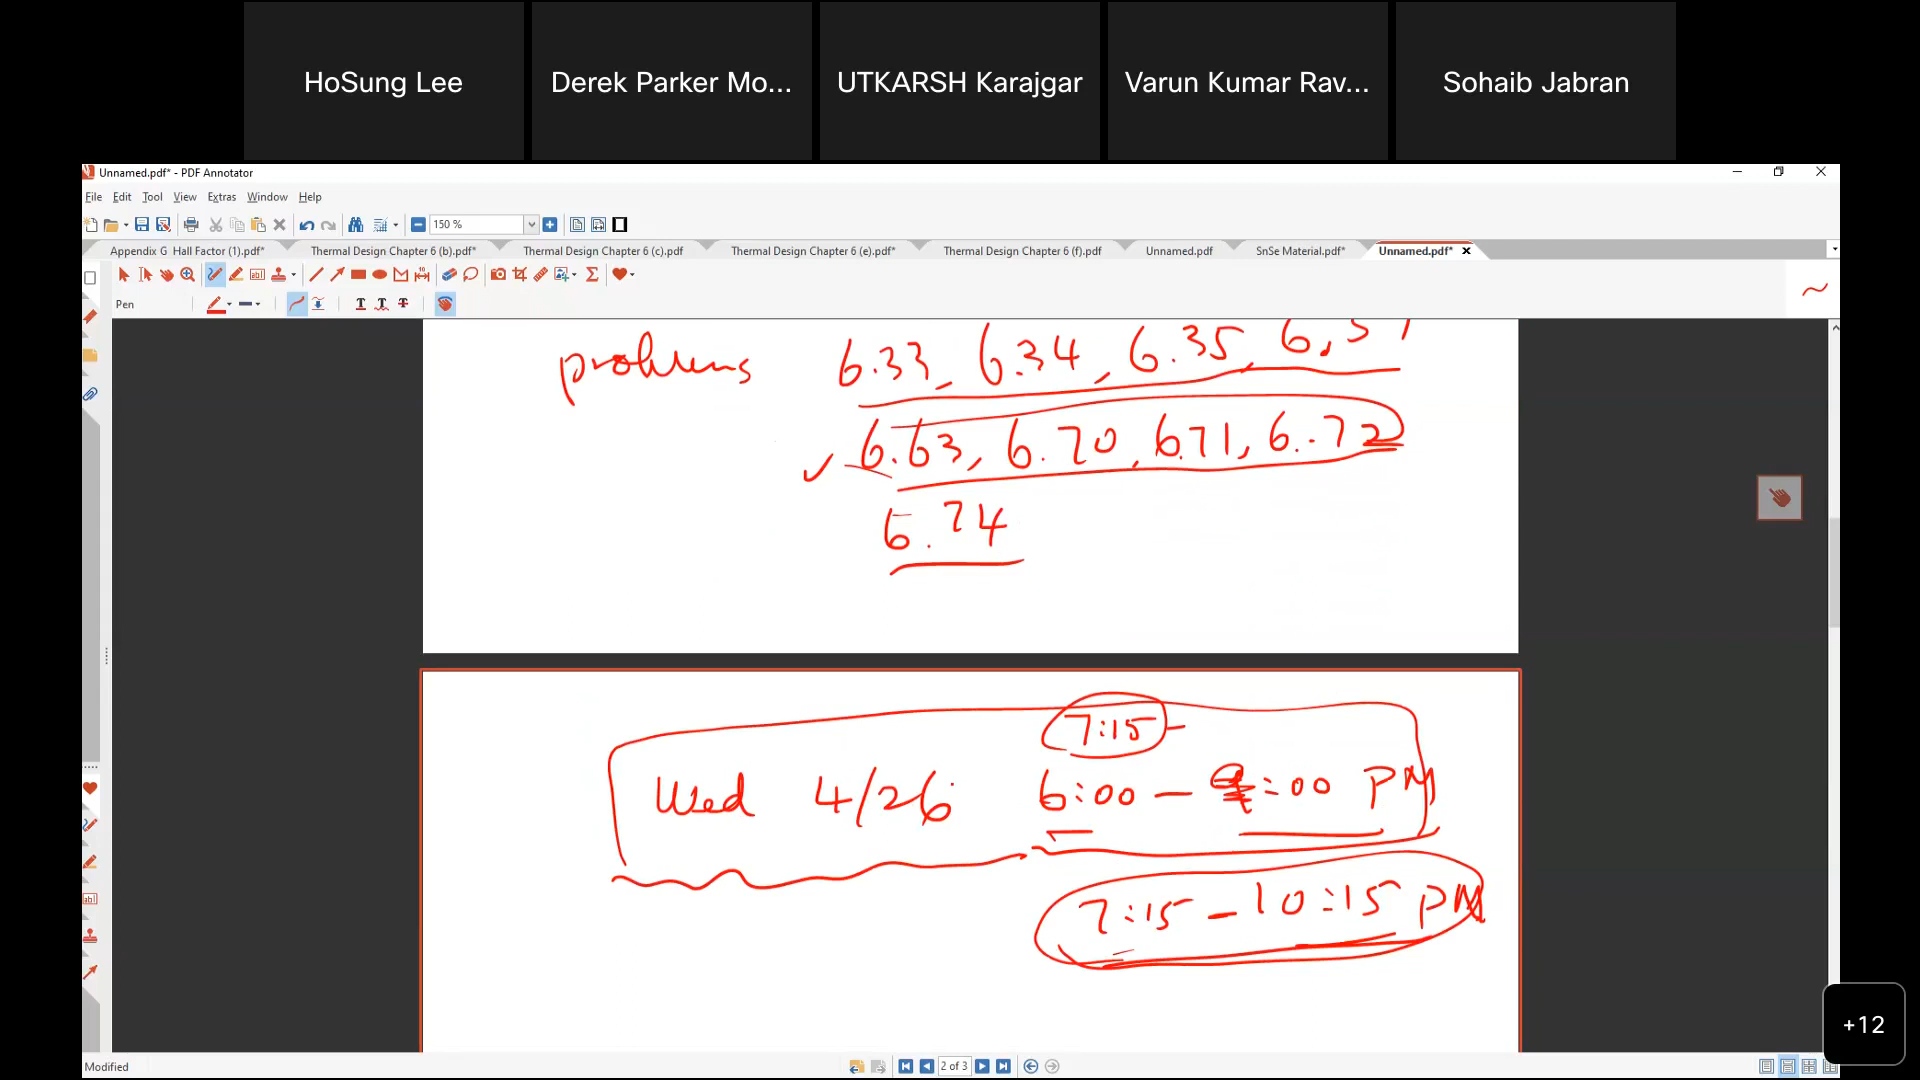 HoSung Lee
Derek Parker Mo...
UTKARSH Karajgar
Varun Kumar Rav...
Sohaib Jabran
Unnamed.pdf* - PDF Annotator
File Edit Tool View Extras Window Help
150 %
Appendix G Hall Factor (1).pdf*
Thermal Design Chapter 6 (b).pdf*
Thermal Design Chapter 6 (c).pdf
Thermal Design Chapter 6 (e).pdf*
Thermal Design Chapter 6 (f).pdf
Unnamed.pdf
SnSe Material.pdf*
Unnamed.pdf*
Pen
problems 6.33, 6.34, 6.35,
6.63, 6.70, 6.71, 6.72
6.74
7:15 -
Wed 4/26 6:00 - 9:00 PM
7:15 - 10:15 PM
+12
Modified
2 of 3